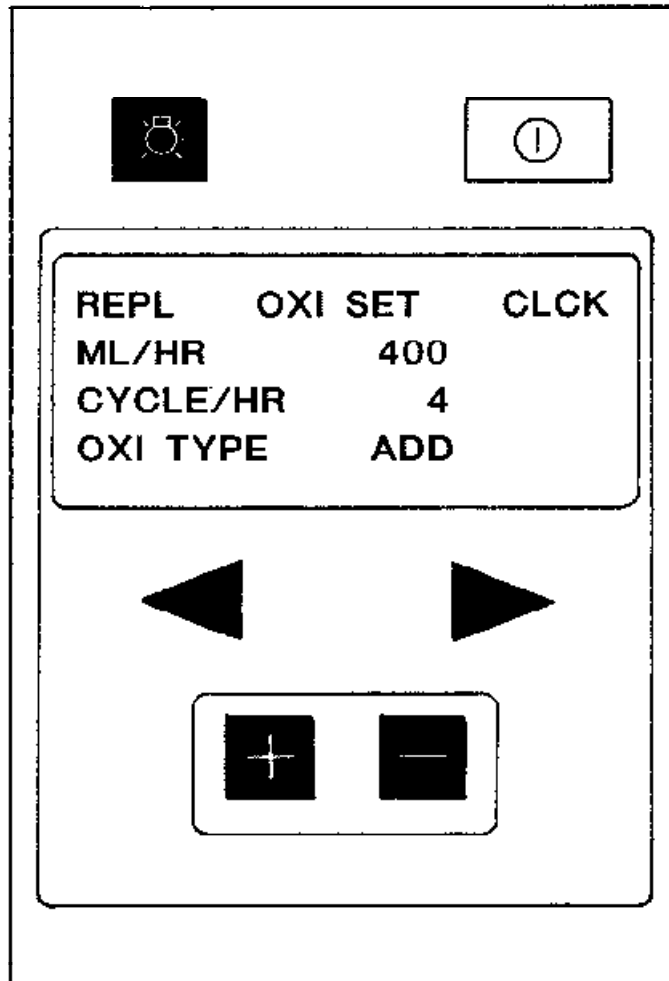 REPL OXI SET CLCK
ML/HR 400
CYCLE/HR 4
OXI TYPE ADD
+ −